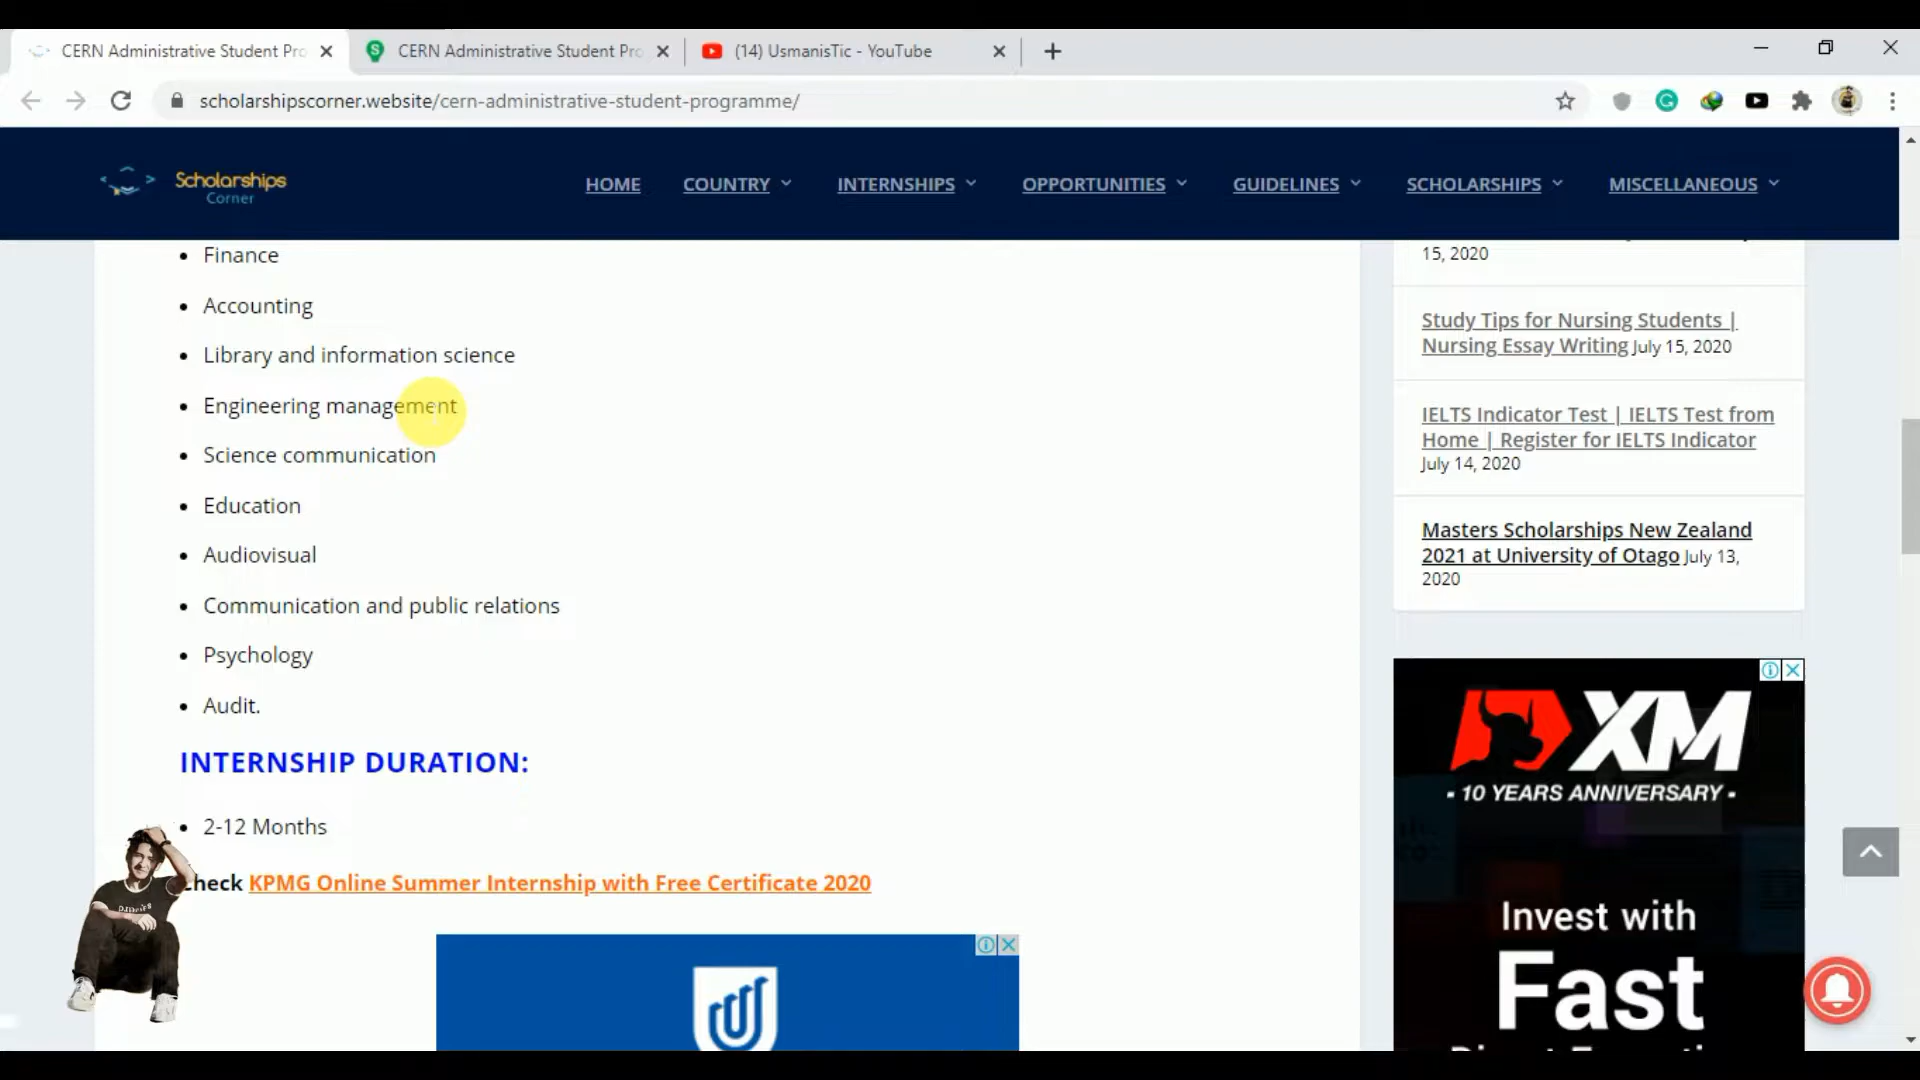 CERN Administrative Student Pro
CERN Administrative Student Pro
(14) UsmanisTic - YouTube
scholarshipscorner.website/cern-administrative-student-programme/
Scholarships
Corner
HOME
COUNTRY
INTERNSHIPS
OPPORTUNITIES
GUIDELINES
SCHOLARSHIPS
MISCELLANEOUS
Finance
Accounting
Library and information science
Engineering management
Science communication
Education
Audiovisual
Communication and public relations
Psychology
Audit.
INTERNSHIP DURATION:
2-12 Months
heck KPMG Online Summer Internship with Free Certificate 2020
15, 2020
Study Tips for Nursing Students |
Nursing Essay Writing July 15, 2020
IELTS Indicator Test | IELTS Test from
Home | Register for IELTS Indicator
July 14, 2020
Masters Scholarships New Zealand
2021 at University of Otago July 13,
2020
XM
- 10 YEARS ANNIVERSARY -
Invest with
Fast